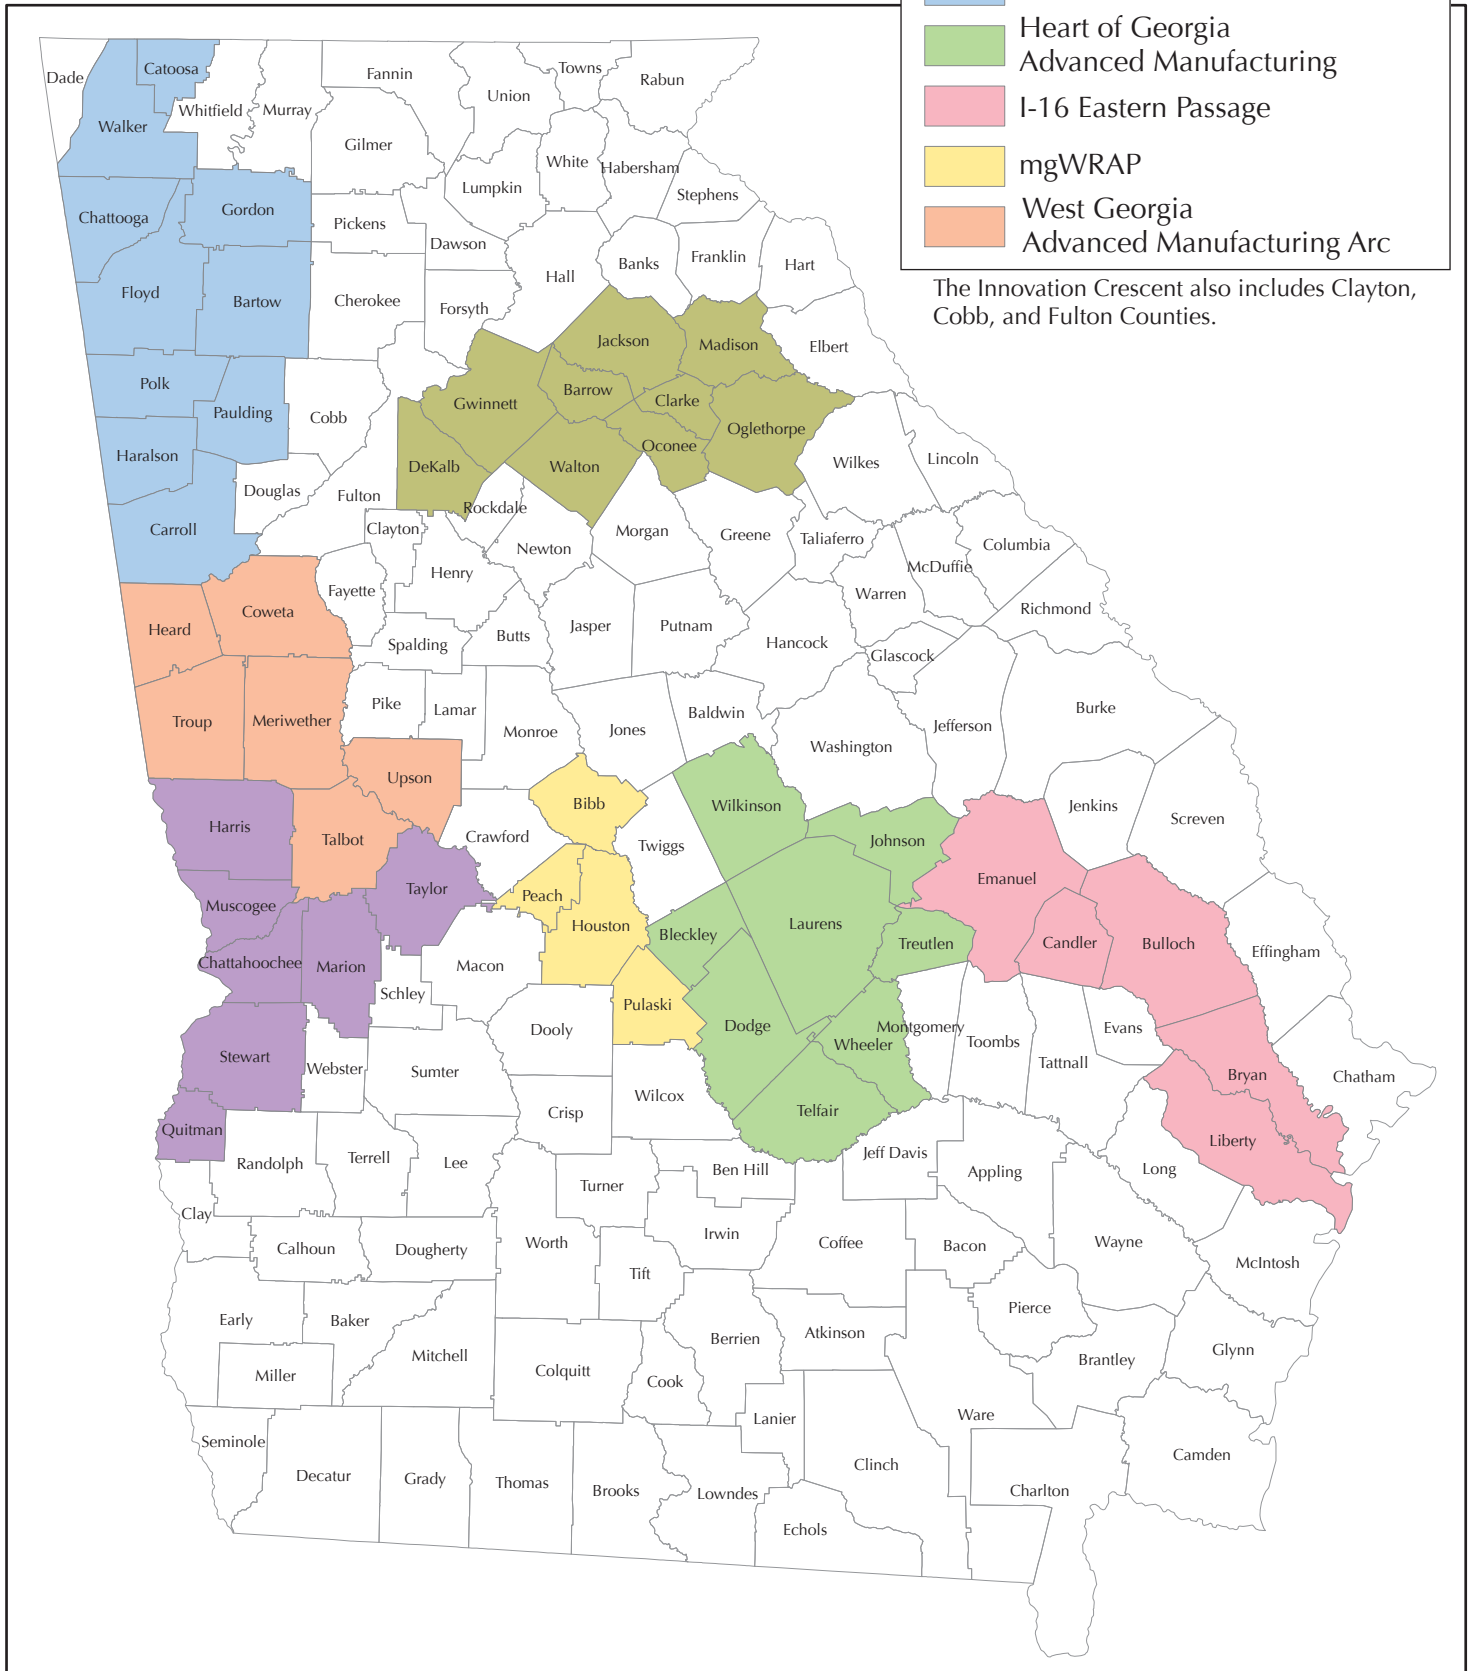 Heart of Georgia
Advanced Manufacturing
I-16 Eastern Passage
mgWRAP
West Georgia
Advanced Manufacturing Arc
The Innovation Crescent also includes Clayton,
Cobb, and Fulton Counties.
Dade
Catoosa
Fannin
Towns
Rabun
Union
Whitfield
Murray
Walker
Gilmer
White
Habersham
Lumpkin
Stephens
Chattooga
Gordon
Pickens
Dawson
Franklin
Banks
Hart
Hall
Floyd
Bartow
Cherokee
Forsyth
Jackson
Madison
Elbert
Polk
Barrow
Clarke
Gwinnett
Paulding
Cobb
Oglethorpe
Oconee
Haralson
DeKalb
Walton
Wilkes
Lincoln
Douglas
Fulton
Rockdale
Carroll
Clayton
Morgan
Greene
Taliaferro
Columbia
Newton
McDuffie
Henry
Fayette
Warren
Richmond
Coweta
Heard
Jasper
Putnam
Butts
Spalding
Hancock
Glascock
Pike
Lamar
Baldwin
Burke
Troup
Meriwether
Monroe
Jones
Jefferson
Washington
Upson
Bibb
Wilkinson
Jenkins
Screven
Harris
Talbot
Crawford
Twiggs
Johnson
Emanuel
Taylor
Peach
Muscogee
Houston
Laurens
Bleckley
Treutlen
Candler
Bulloch
Effingham
Chattahoochee
Marion
Macon
Schley
Pulaski
Dooly
Dodge
Montgomery
Evans
Wheeler
Toombs
Stewart
Webster
Sumter
Tattnall
Bryan
Chatham
Wilcox
Crisp
Telfair
Quitman
Liberty
Randolph
Terrell
Lee
Jeff Davis
Ben Hill
Appling
Long
Turner
Clay
Irwin
Worth
Coffee
Bacon
Wayne
Calhoun
Dougherty
McIntosh
Tift
Early
Baker
Pierce
Berrien
Atkinson
Mitchell
Glynn
Brantley
Miller
Colquitt
Cook
Lanier
Ware
Seminole
Camden
Clinch
Decatur
Grady
Thomas
Brooks
Lowndes
Charlton
Echols